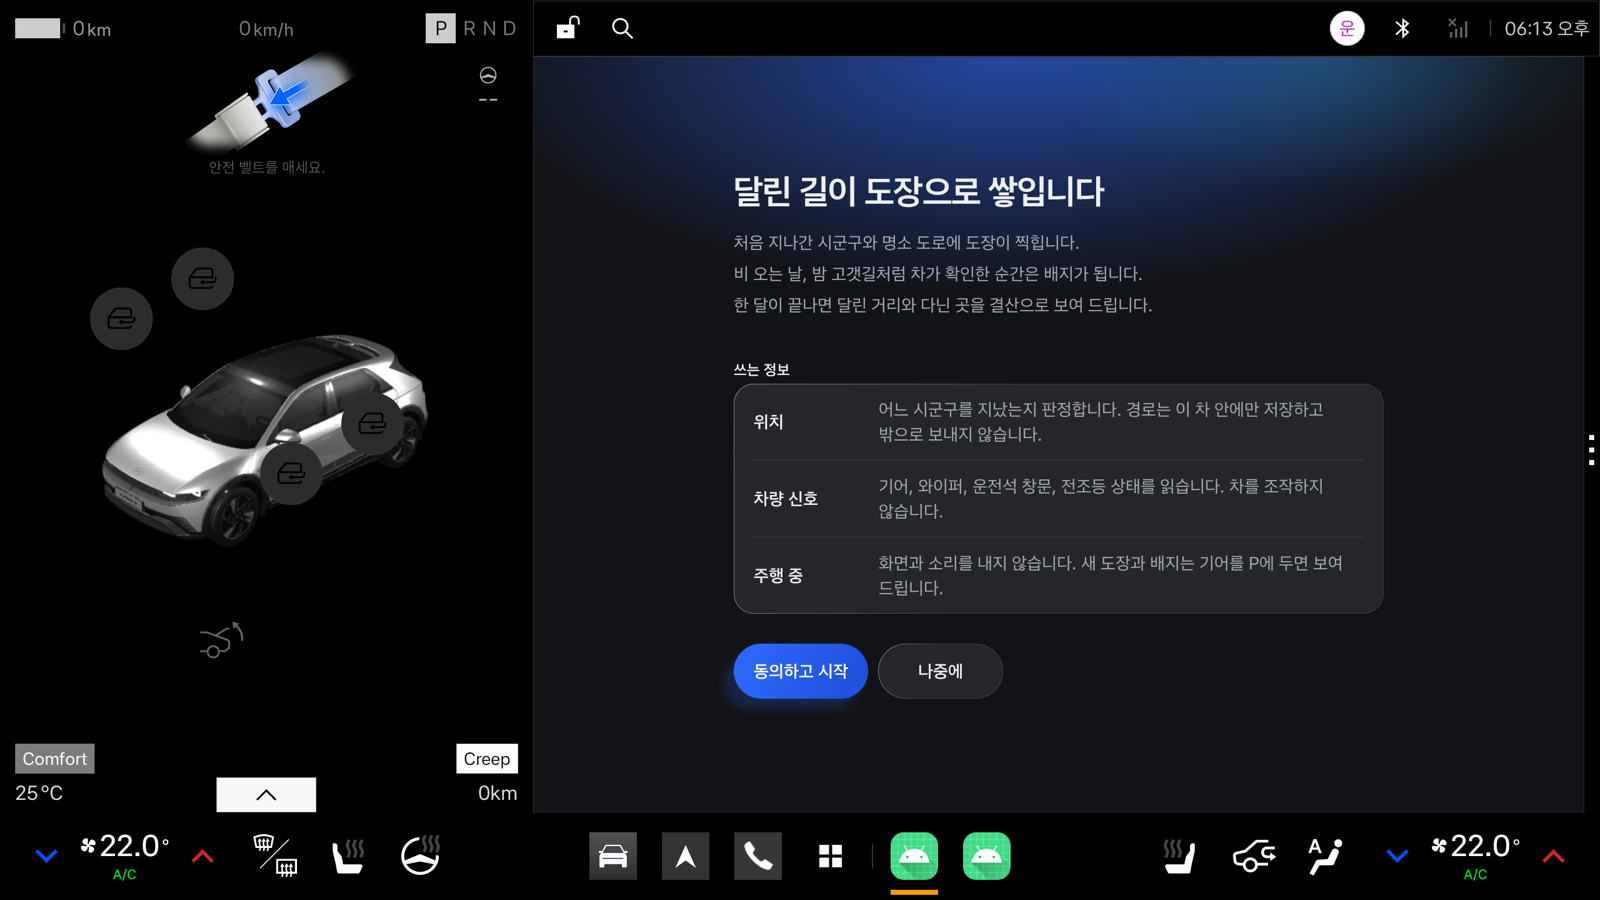 0 km
0 km/h
P R N D
--
안전 벨트를 매세요.
Comfort
25 °C
Creep
0km
운
06:13 오후
달린 길이 도장으로 쌓입니다
처음 지나간 시군구와 명소 도로에 도장이 찍힙니다.
비 오는 날, 밤 고갯길처럼 차가 확인한 순간은 배지가 됩니다.
한 달이 끝나면 달린 거리와 다닌 곳을 결산으로 보여 드립니다.
쓰는 정보
위치
어느 시군구를 지났는지 판정합니다. 경로는 이 차 안에만 저장하고
밖으로 보내지 않습니다.
차량 신호
기어, 와이퍼, 운전석 창문, 전조등 상태를 읽습니다. 차를 조작하지
않습니다.
주행 중
화면과 소리를 내지 않습니다. 새 도장과 배지는 기어를 P에 두면 보여
드립니다.
동의하고 시작
나중에
22.0°
A/C
A
22.0°
A/C